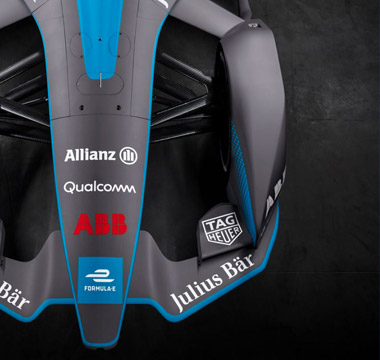 Allianz
Qualcomm
ABB
TAG
HEUER
FORMULA-E
Julius Bär
Bär